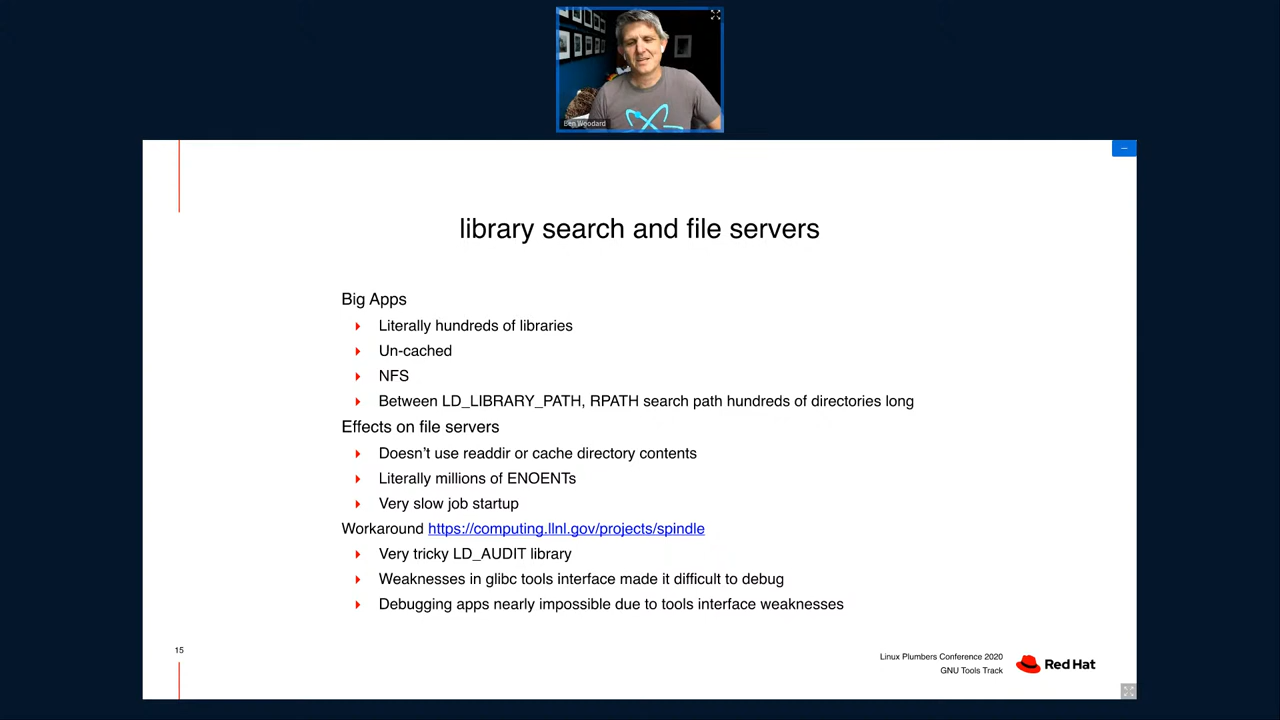 Ben Woodard
library search and file servers
Big Apps
Literally hundreds of libraries
Un-cached
NFS
Between LD_LIBRARY_PATH, RPATH search path hundreds of directories long
Effects on file servers
Doesn't use readdir or cache directory contents
Literally millions of ENOENTs
Very slow job startup
Workaround https://computing.llnl.gov/projects/spindle
Very tricky LD_AUDIT library
Weaknesses in glibc tools interface made it difficult to debug
Debugging apps nearly impossible due to tools interface weaknesses
15
Linux Plumbers Conference 2020
GNU Tools Track
Red Hat